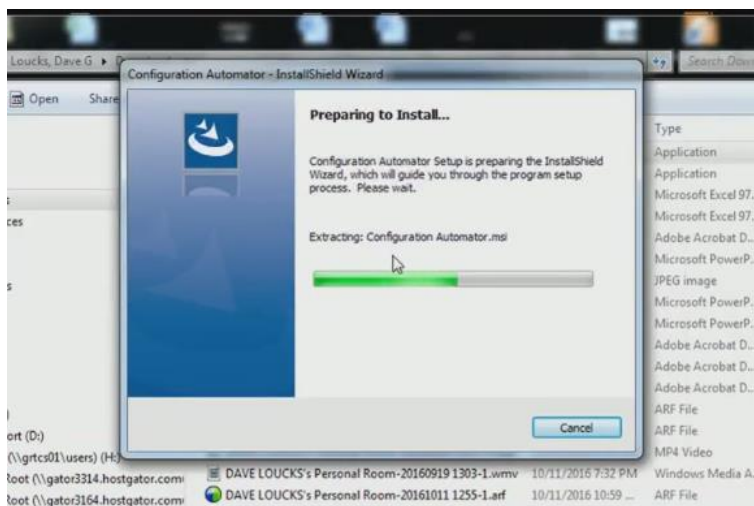 Loucks, Dave G
Search Down
Configuration Automator - InstallShield Wizard
Open
Share
Preparing to Install...
Type
Application
Configuration Automator Setup is preparing the InstallShield
Wizard, which will guide you through the program setup
process. Please wait.
Application
Microsoft Excel 97.
Microsoft Excel 97.
ces
Extracting: Configuration Automator.msi
Adobe Acrobat D...
Microsoft PowerP.
JPEG image
Microsoft PowerP.
Microsoft PowerP.
Adobe Acrobat D...
Adobe Acrobat D...
Adobe Acrobat D...
ARF File
Cancel
ort (D:)
ARF File
(\\grtcs01\users) (H:)
MP4 Video
Root (\\gator3314.hostgator.com
DAVE LOUCKS's Personal Room-20160919 1303-1.wmv
10/11/2016 7:32 PM
Windows Media A
Root (\\gator3164.hostgator.com
DAVE LOUCKS's Personal Room-20161011 1255-1.arf
10/11/2016 10:59 ...
ARF File